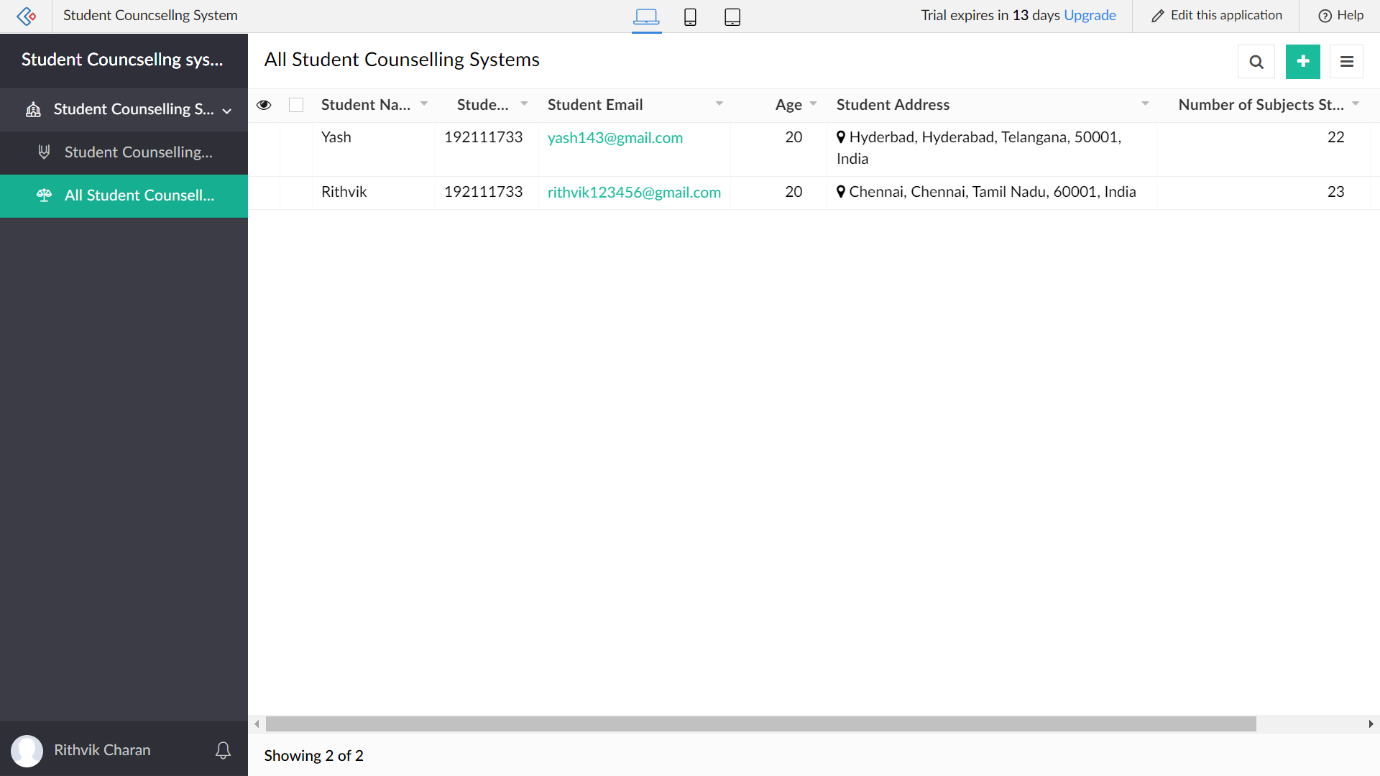 Student Councsellng System
Trial expires in 13 days Upgrade
Edit this application
Help
Student Councsellng sys...
Student Counselling S...
Student Counselling...
All Student Counsell...
Rithvik Charan
All Student Counselling Systems
Student Na... Stude... Student Email Age Student Address Number of Subjects St...
Yash 192111733 yash143@gmail.com 20 Hyderbad, Hyderabad, Telangana, 50001, 22
India
Rithvik 192111733 rithvik123456@gmail.com 20 Chennai, Chennai, Tamil Nadu, 60001, India 23
Showing 2 of 2